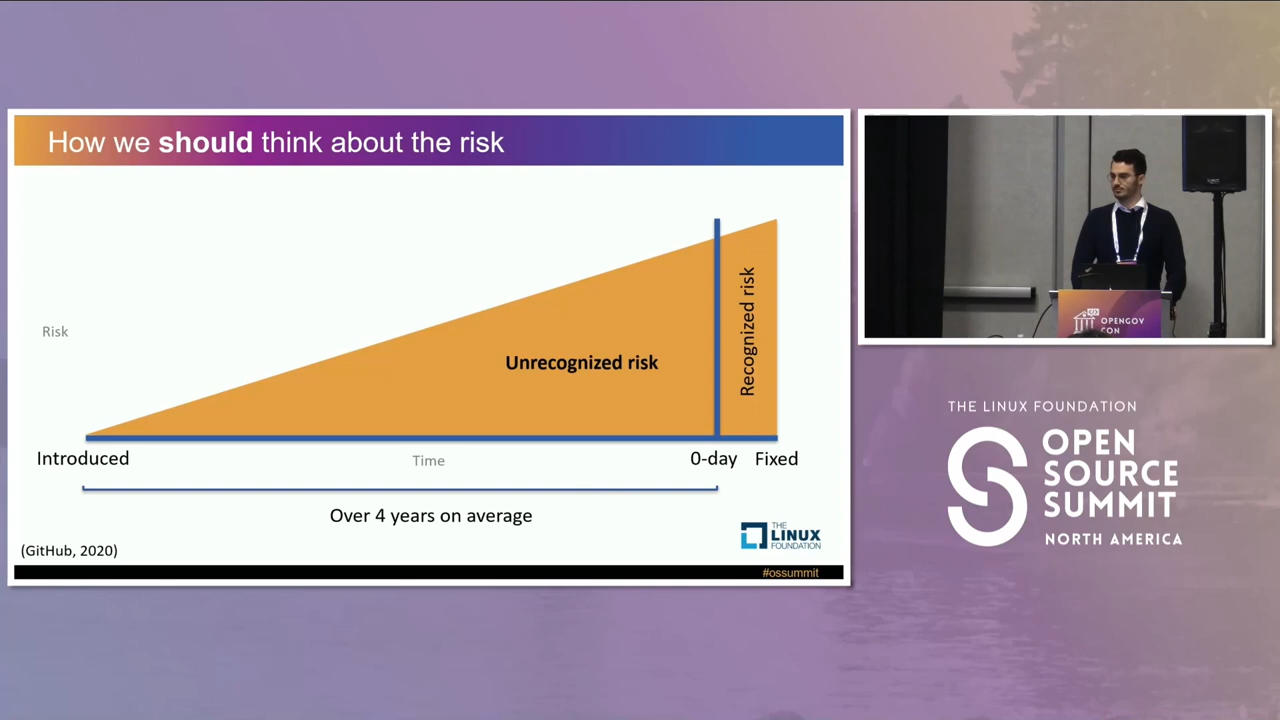 How we should think about the risk
Risk
Unrecognized risk
Recognized risk
Introduced
Time
0-day
Fixed
Over 4 years on average
(GitHub, 2020)
THE
LINUX
FOUNDATION
#ossummit
OPENGOV
CON
THE LINUX FOUNDATION
OPEN
SOURCE
SUMMIT
NORTH AMERICA